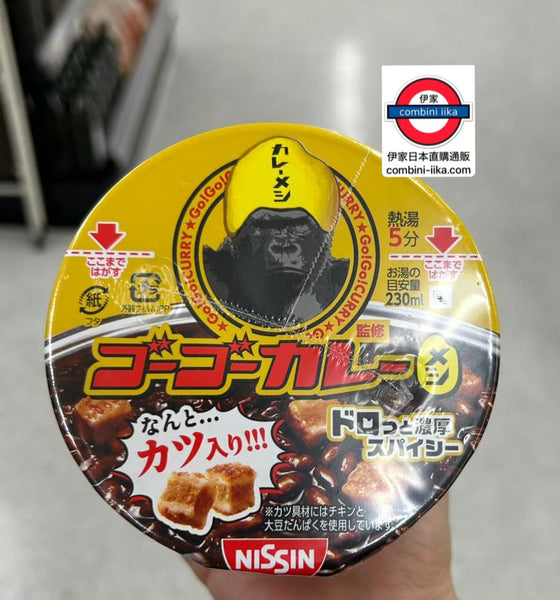 伊家
combini iika
伊家日本直購通販
combini-iika.com
カレーメシ
Go!Go!CURRY★Go!Go!CURRY★Go!Go!
熱湯
5分
ここまで
はがす
ここまで
はがす
お湯の
目安量
230ml
紙
フタ
監修
ゴーゴーカレー
メシ
なんと…
カツ入り!!!
ドロっと濃厚
スパイシー
※カツ具材にはチキンと
大豆たんぱくを使用しています
NISSIN